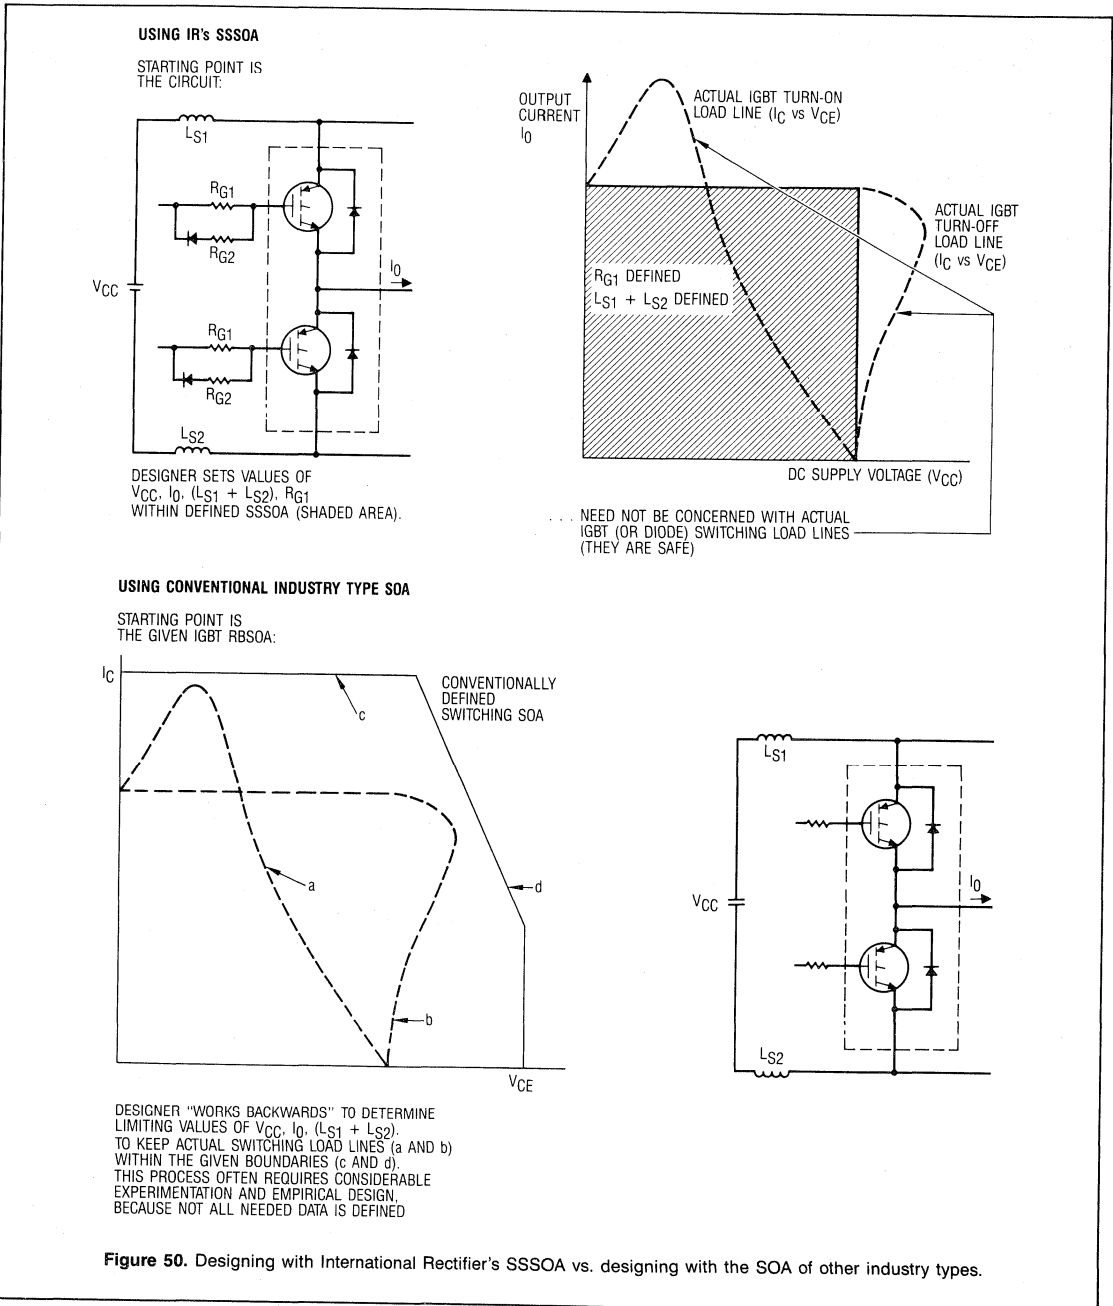 USING IR's SSSOA
STARTING POINT IS
THE CIRCUIT:
LS1
RG1
RG2
VCC
IO
RG1
RG2
LS2
DESIGNER SETS VALUES OF
VCC, IO, (LS1 + LS2), RG1
WITHIN DEFINED SSSOA (SHADED AREA).
OUTPUT
CURRENT
IO
ACTUAL IGBT TURN-ON
LOAD LINE (IC vs VCE)
ACTUAL IGBT
TURN-OFF
LOAD LINE
(IC vs VCE)
RG1 DEFINED
LS1 + LS2 DEFINED
DC SUPPLY VOLTAGE (VCC)
. . . NEED NOT BE CONCERNED WITH ACTUAL
IGBT (OR DIODE) SWITCHING LOAD LINES
(THEY ARE SAFE)
USING CONVENTIONAL INDUSTRY TYPE SOA
STARTING POINT IS
THE GIVEN IGBT RBSOA:
IC
CONVENTIONALLY
DEFINED
SWITCHING SOA
c
a
d
b
VCE
LS1
VCC
IO
LS2
DESIGNER "WORKS BACKWARDS" TO DETERMINE
LIMITING VALUES OF VCC, IO, (LS1 + LS2).
TO KEEP ACTUAL SWITCHING LOAD LINES (a AND b)
WITHIN THE GIVEN BOUNDARIES (c AND d).
THIS PROCESS OFTEN REQUIRES CONSIDERABLE
EXPERIMENTATION AND EMPIRICAL DESIGN,
BECAUSE NOT ALL NEEDED DATA IS DEFINED
Figure 50. Designing with International Rectifier's SSSOA vs. designing with the SOA of other industry types.